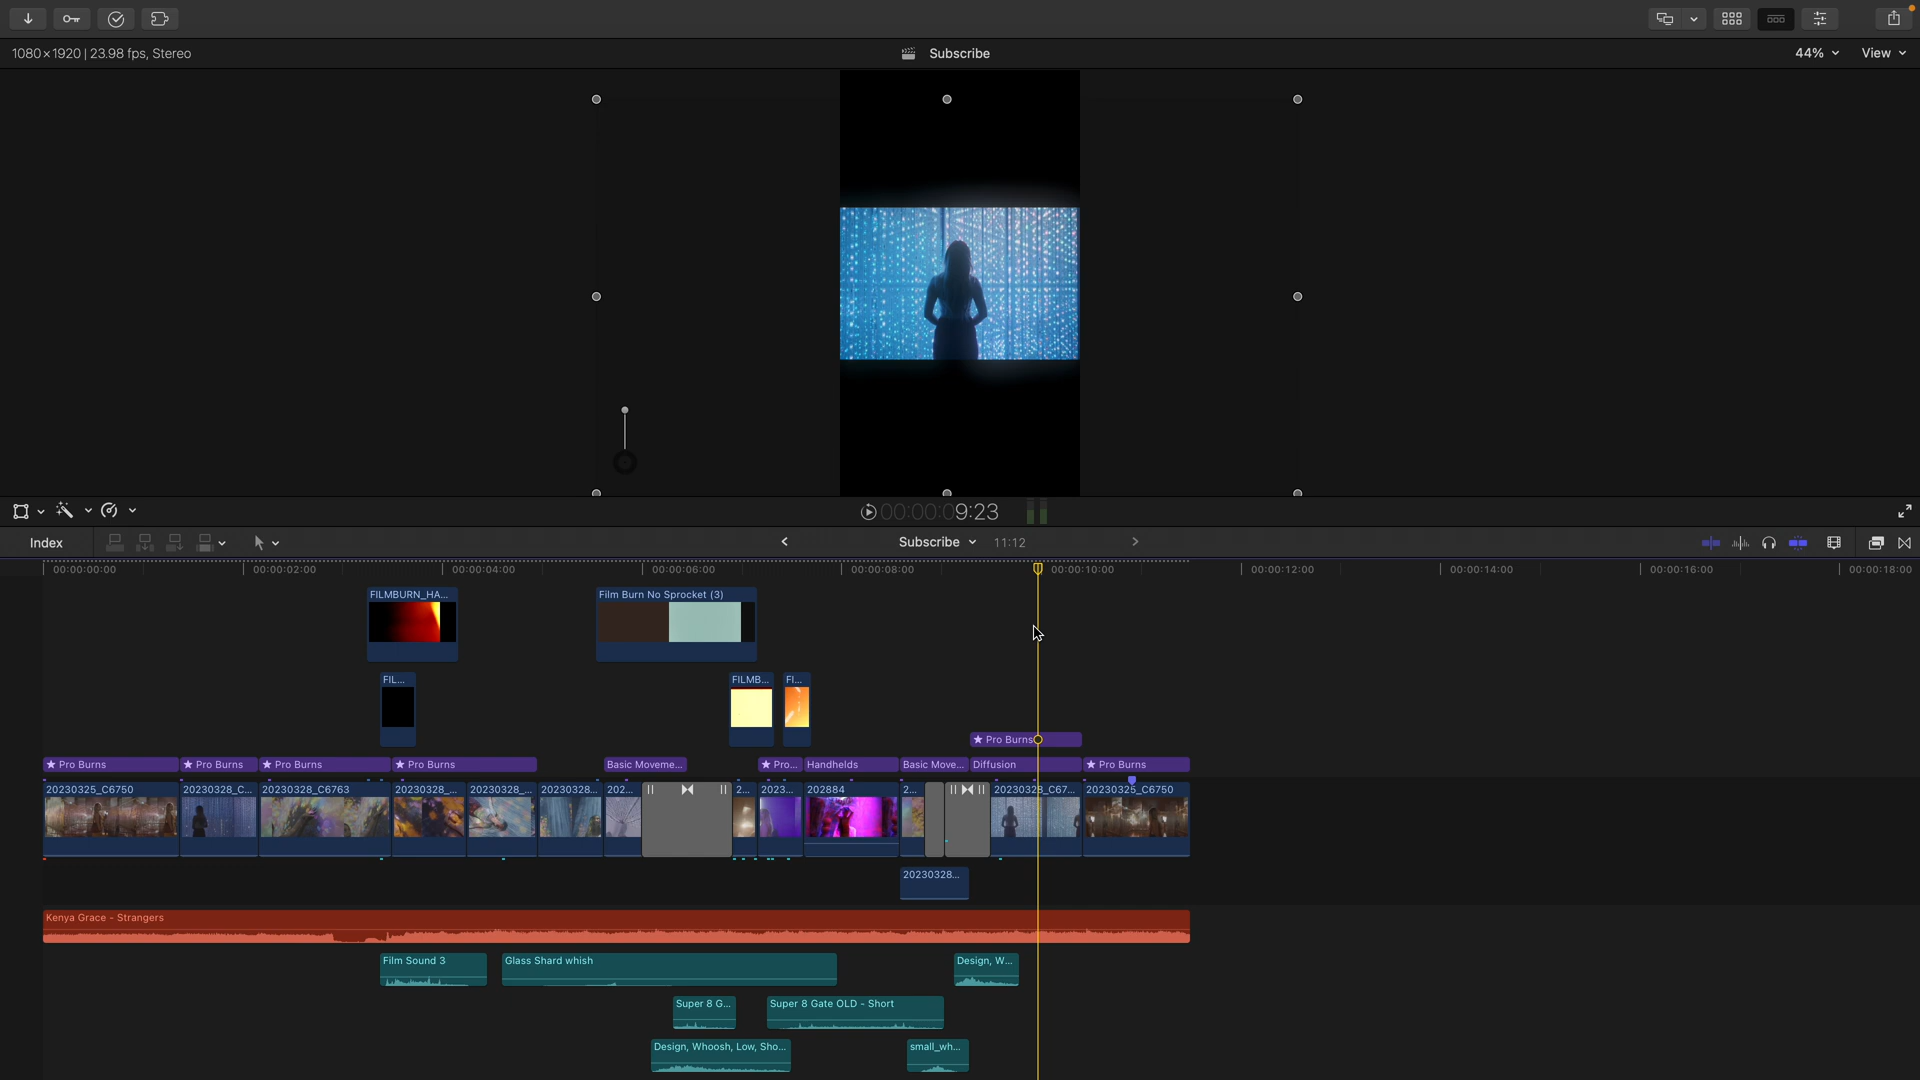 1080×1920 | 23.98 fps, Stereo
Subscribe
44%
View
00:00:09:23
Index
Subscribe
11:12
00:00:00:00
00:00:02:00
00:00:04:00
00:00:06:00
00:00:08:00
00:00:10:00
00:00:12:00
00:00:14:00
00:00:16:00
00:00:18:00
FILMBURN_HA...
Film Burn No Sprocket (3)
FIL...
FILMB...
FI...
Pro Burns
Pro Burns
Pro Burns
Pro Burns
Pro Burns
Basic Moveme...
Pro...
Handhelds
Basic Move...
Diffusion
Pro Burns
20230325_C6750
20230328_C...
20230328_C6763
20230328_...
20230328_...
20230328...
202...
2...
2023...
202884
2...
20230328_C67...
20230325_C6750
20230328...
Kenya Grace - Strangers
Film Sound 3
Glass Shard whish
Design, W...
Super 8 G...
Super 8 Gate OLD - Short
Design, Whoosh, Low, Sho...
small_wh...